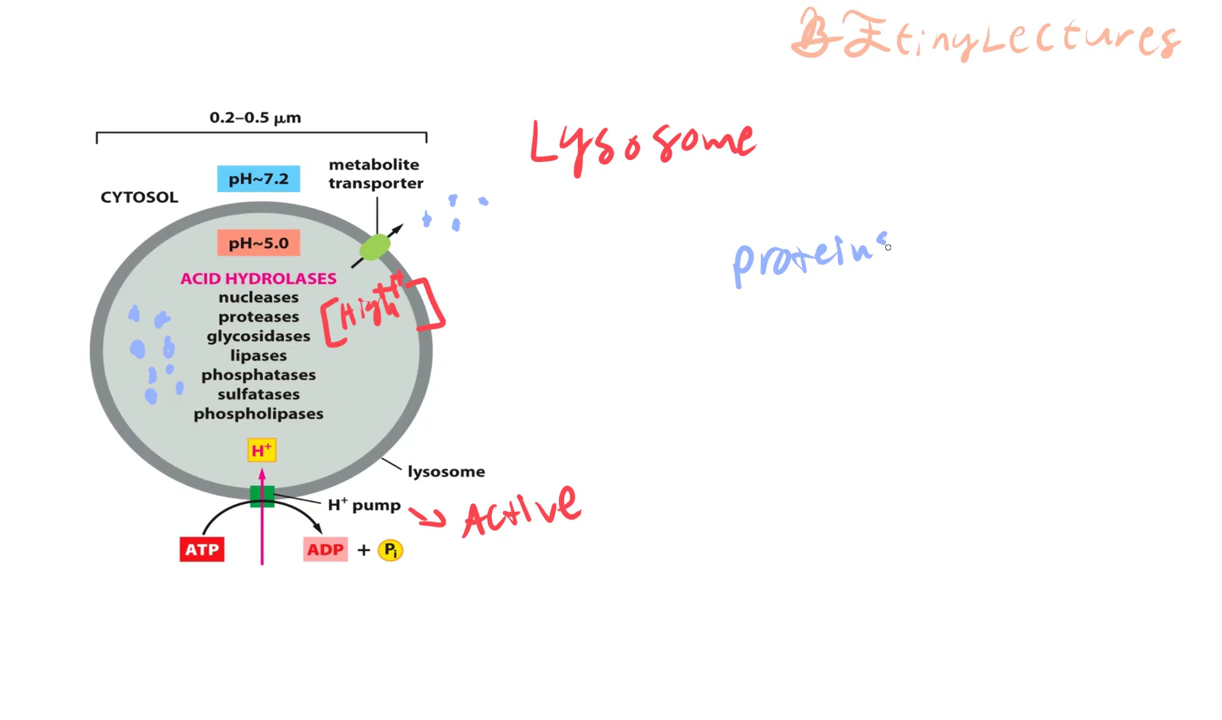 tinyLectures
0.2–0.5 μm
Lysosome
metabolite
transporter
pH~7.2
CYTOSOL
pH~5.0
proteins
ACID HYDROLASES
nucleases
proteases
glycosidases
lipases
phosphatases
sulfatases
phospholipases
[High H+]
H+
lysosome
H+ pump
Active
ATP
ADP + Pi